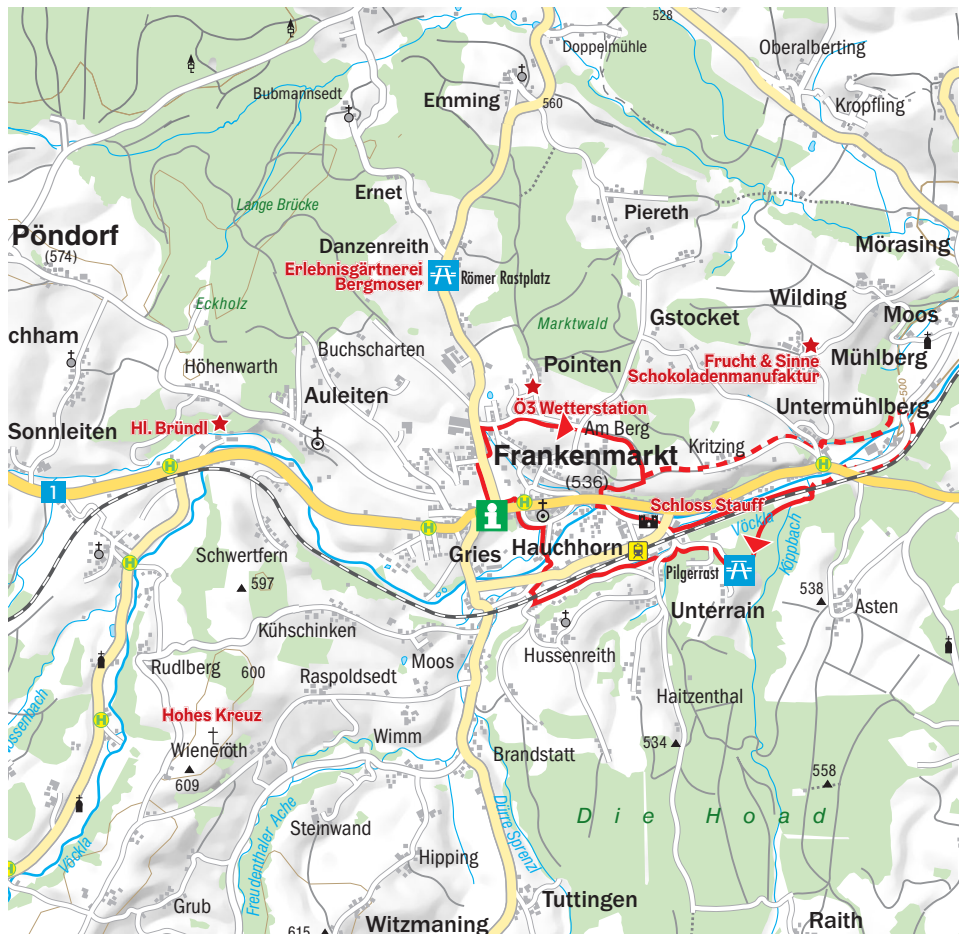 528
Doppelmühle
Oberalberting
Bubmannsedt
Emming
560
Kropfling
Ernet
Lange Brücke
Piereth
Pöndorf
(574)
Danzenreith
Mörasing
Erlebnisgärtnerei
Bergmoser
Römer Rastplatz
Wilding
Eckholz
Marktwald
Gstocket
Moos
chham
Buchscharten
Höhenwarth
Pointen
Frucht & Sinne
Schokoladenmanufaktur
Mühlberg
500
Auleiten
Ö3 Wetterstation
Untermühlberg
Sonnleiten
Hl. Bründl
Am Berg
Kritzing
Frankenmarkt
(536)
H
H
1
H
i
Schloss Stauff
H
Vöckla
Gries
Hauchhorn
Köppbach
H
Schwertfern
Pilgerrast
597
Unterrain
538
Asten
Kühschinken
Hussenreith
Rudlberg
600
Moos
Raspoldsedt
Haitzenthal
ussenbach
Hohes Kreuz
H
Wieneröth
Wimm
Brandstatt
534
609
558
Die Hoad
Freudenthaler Ache
Dürre Sprenzl
Steinwand
Vöckla
H
Hipping
Grub
Tuttingen
615
Witzmaning
Raith